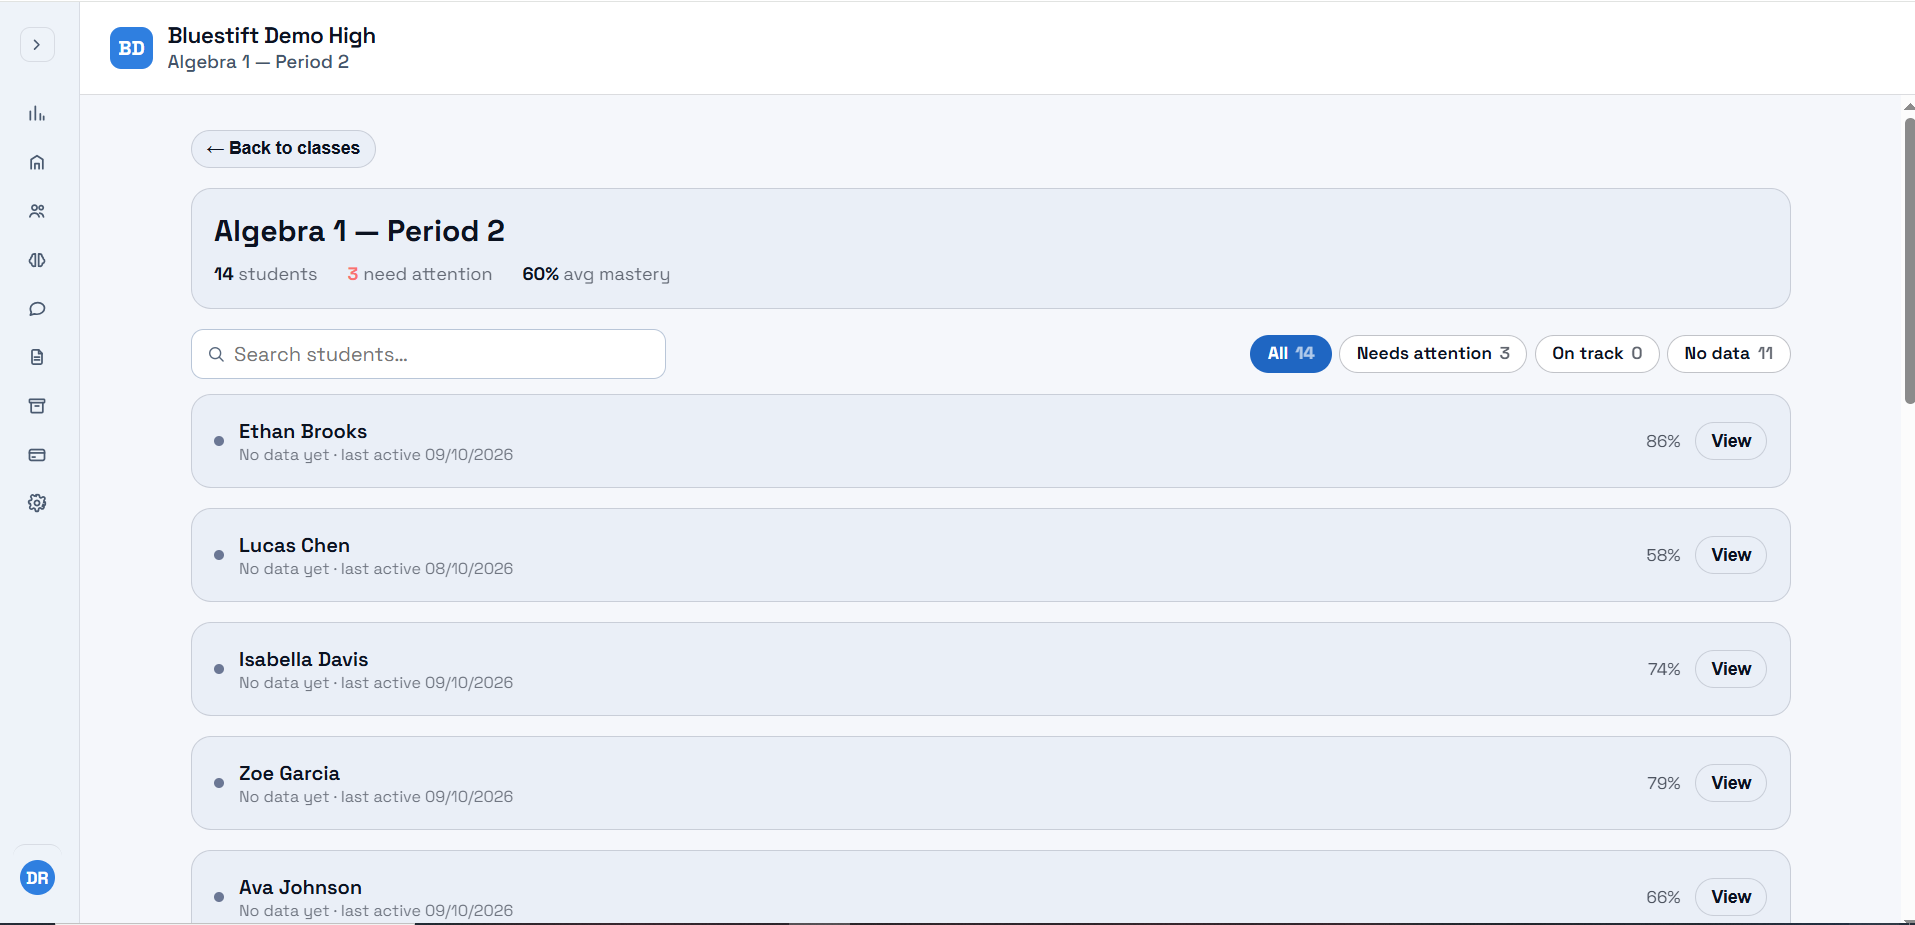 BD
Bluestift Demo High
Algebra 1 — Period 2
← Back to classes
Algebra 1 — Period 2
14 students 3 need attention 60% avg mastery
Search students...
All 14 Needs attention 3 On track 0 No data 11
Ethan Brooks
No data yet · last active 09/10/2026
86% View
Lucas Chen
No data yet · last active 08/10/2026
58% View
Isabella Davis
No data yet · last active 09/10/2026
74% View
Zoe Garcia
No data yet · last active 09/10/2026
79% View
Ava Johnson
No data yet · last active 09/10/2026
66% View
DR